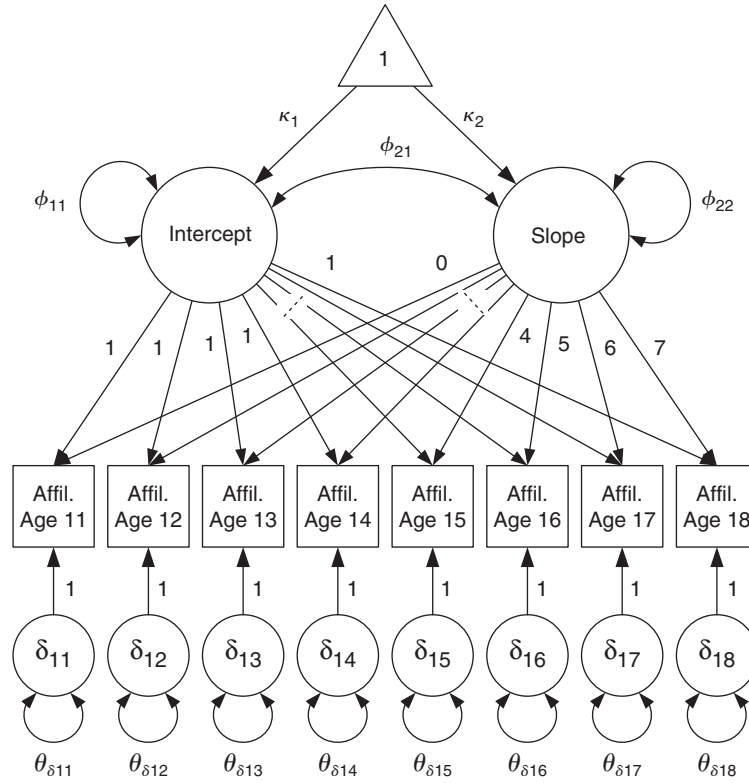 1
κ1 κ2
ϕ21
ϕ11 Intercept Slope ϕ22
1 0
1 1 1 1 4 5 6 7
Affil. Affil. Affil. Affil. Affil. Affil. Affil. Affil.
Age 11 Age 12 Age 13 Age 14 Age 15 Age 16 Age 17 Age 18
1 1 1 1 1 1 1 1
δ11 δ12 δ13 δ14 δ15 δ16 δ17 δ18
θδ11 θδ12 θδ13 θδ14 θδ15 θδ16 θδ17 θδ18